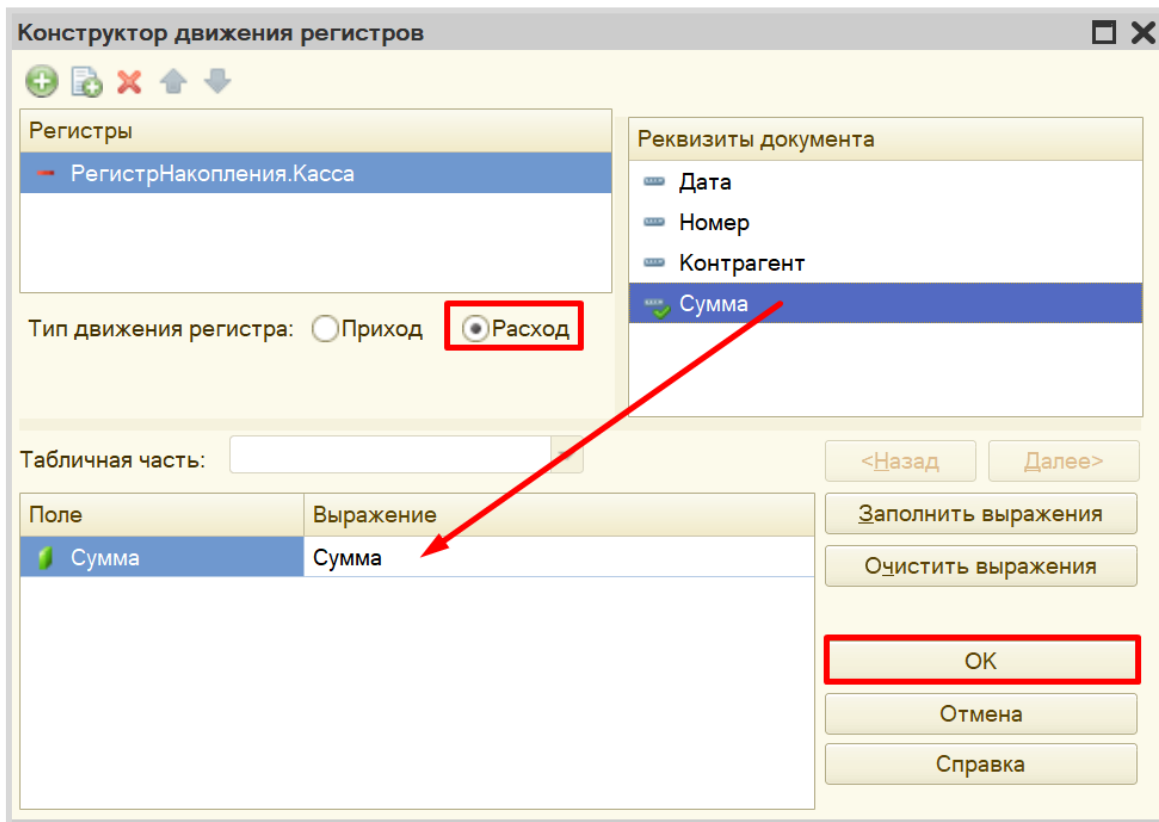 Конструктор движения регистров
Регистры
РегистрНакопления.Касса
Реквизиты документа
Дата
Номер
Контрагент
Сумма
Тип движения регистра: Приход Расход
Табличная часть:
<Назад Далее>
Поле Выражение
Сумма Сумма
Заполнить выражения
Очистить выражения
OK
Отмена
Справка